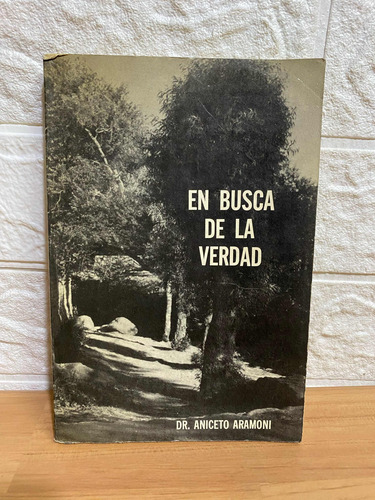 EN BUSCA
DE LA
VERDAD
DR. ANICETO ARAMONI